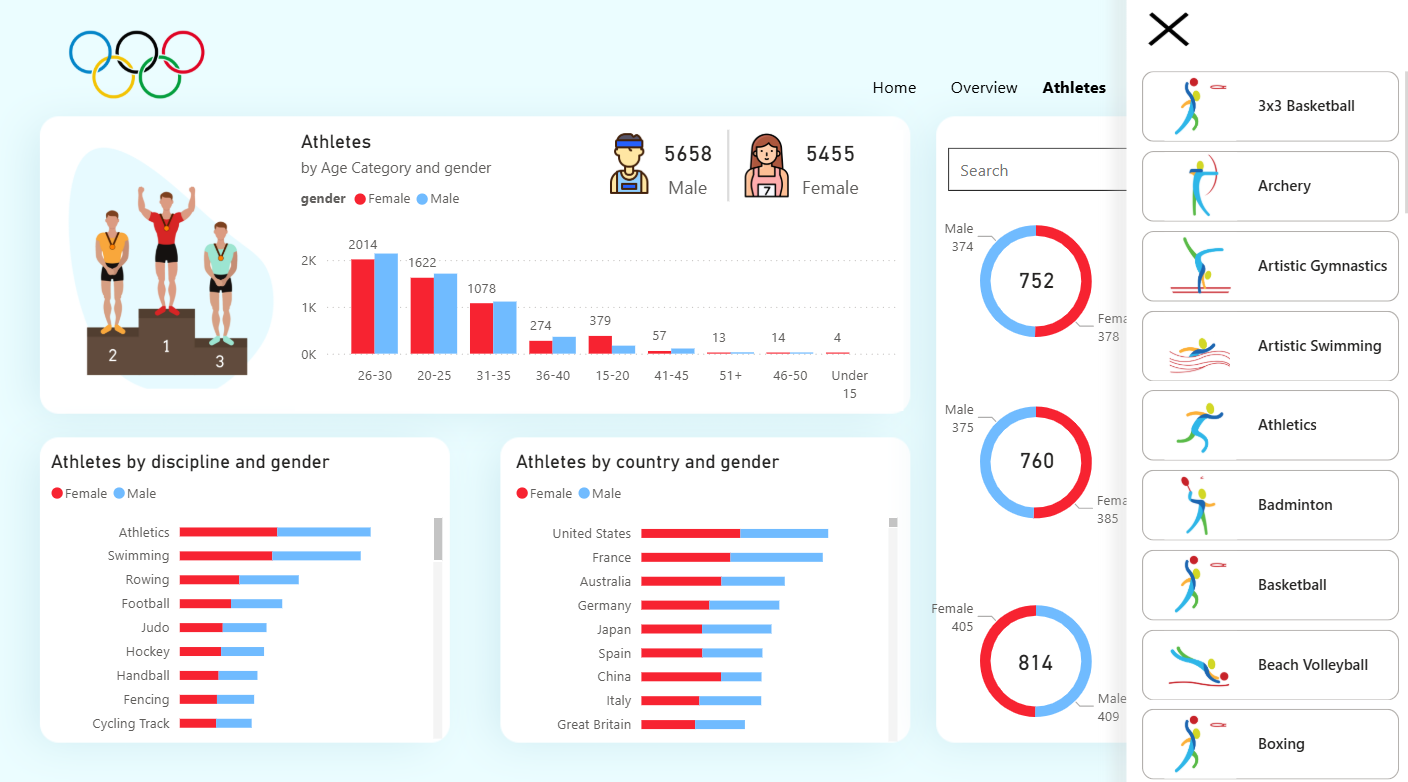 Home Overview Athletes
Athletes
by Age Category and gender
gender Female Male
5658
Male
5455
Female
7
2 1 3
2K
1K
0K
2014
1622
1078
274
379
57
13
14
4
26-30 20-25 31-35 36-40 15-20 41-45 51+ 46-50 Under
15
Athletes by discipline and gender
Female Male
Athletics
Swimming
Rowing
Football
Judo
Hockey
Handball
Fencing
Cycling Track
Athletes by country and gender
Female Male
United States
France
Australia
Germany
Japan
Spain
China
Italy
Great Britain
Search
Male
374
752
Fema
378
Male
375
760
Fema
385
Female
405
814
Male
409
3x3 Basketball
Archery
Artistic Gymnastics
Artistic Swimming
Athletics
Badminton
Basketball
Beach Volleyball
Boxing